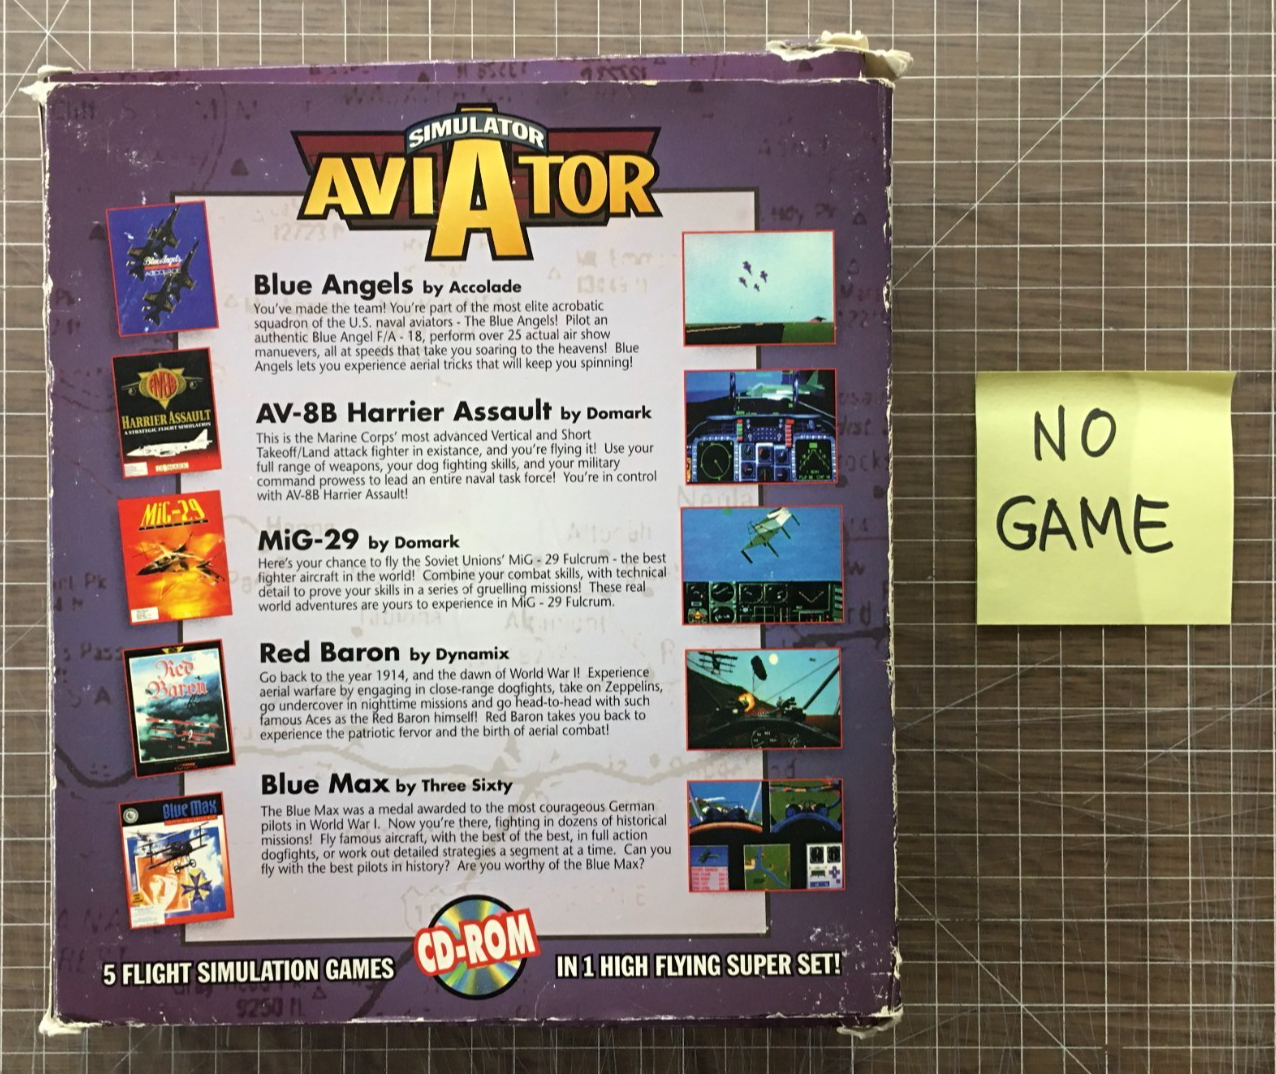 SIMULATOR
AVIATOR
Blue Angels by Accolade
You've made the team! You're part of the most elite acrobatic
squadron of the U.S. naval aviators - The Blue Angels! Pilot an
authentic Blue Angel F/A - 18, perform over 25 actual air show
manuevers, all at speeds that take you soaring to the heavens! Blue
Angels lets you experience aerial tricks that will keep you spinning!
HARRIER ASSAULT
AV-8B Harrier Assault by Domark
This is the Marine Corps' most advanced Vertical and Short
Takeoff/Land attack fighter in existance, and you're flying it! Use your
full range of weapons, your dog fighting skills, and your military
command prowess to lead an entire naval task force! You're in control
with AV-8B Harrier Assault!
MiG-29
MiG-29 by Domark
Here's your chance to fly the Soviet Unions' MiG - 29 Fulcrum - the best
fighter aircraft in the world! Combine your combat skills, with technical
detail to prove your skills in a series of gruelling missions! These real
world adventures are yours to experience in MiG - 29 Fulcrum.
Red
Baron
Red Baron by Dynamix
Go back to the year 1914, and the dawn of World War I! Experience
aerial warfare by engaging in close-range dogfights, take on Zeppelins,
go undercover in nighttime missions and go head-to-head with such
famous Aces as the Red Baron himself! Red Baron takes you back to
experience the patriotic fervor and the birth of aerial combat!
Blue Max
Blue Max by Three Sixty
The Blue Max was a medal awarded to the most courageous German
pilots in World War I. Now you're there, fighting in dozens of historical
missions! Fly famous aircraft, with the best of the best, in full action
dogfights, or work out detailed strategies a segment at a time. Can you
fly with the best pilots in history? Are you worthy of the Blue Max?
5 FLIGHT SIMULATION GAMES
CD-ROM
IN 1 HIGH FLYING SUPER SET!
NO
GAME